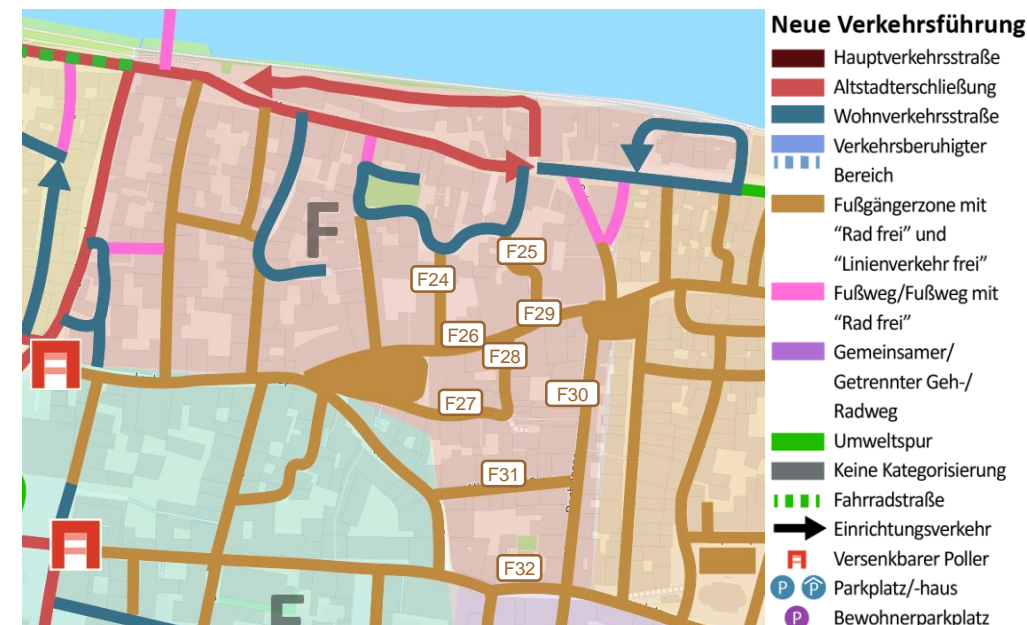 F
F24
F25
F29
F26
F28
F27
F30
F31
F32
F
Neue Verkehrsführung
Hauptverkehrsstraße
Altstadterschließung
Wohnverkehrsstraße
Verkehrsberuhigter
Bereich
Fußgängerzone mit
“Rad frei” und
“Linienverkehr frei”
Fußweg/Fußweg mit
“Rad frei”
Gemeinsamer/
Getrennter Geh-/
Radweg
Umweltspur
Keine Kategorisierung
Fahrradstraße
Einrichtungsverkehr
Versenkbarer Poller
P P Parkplatz/-haus
P Bewohnerparkplatz